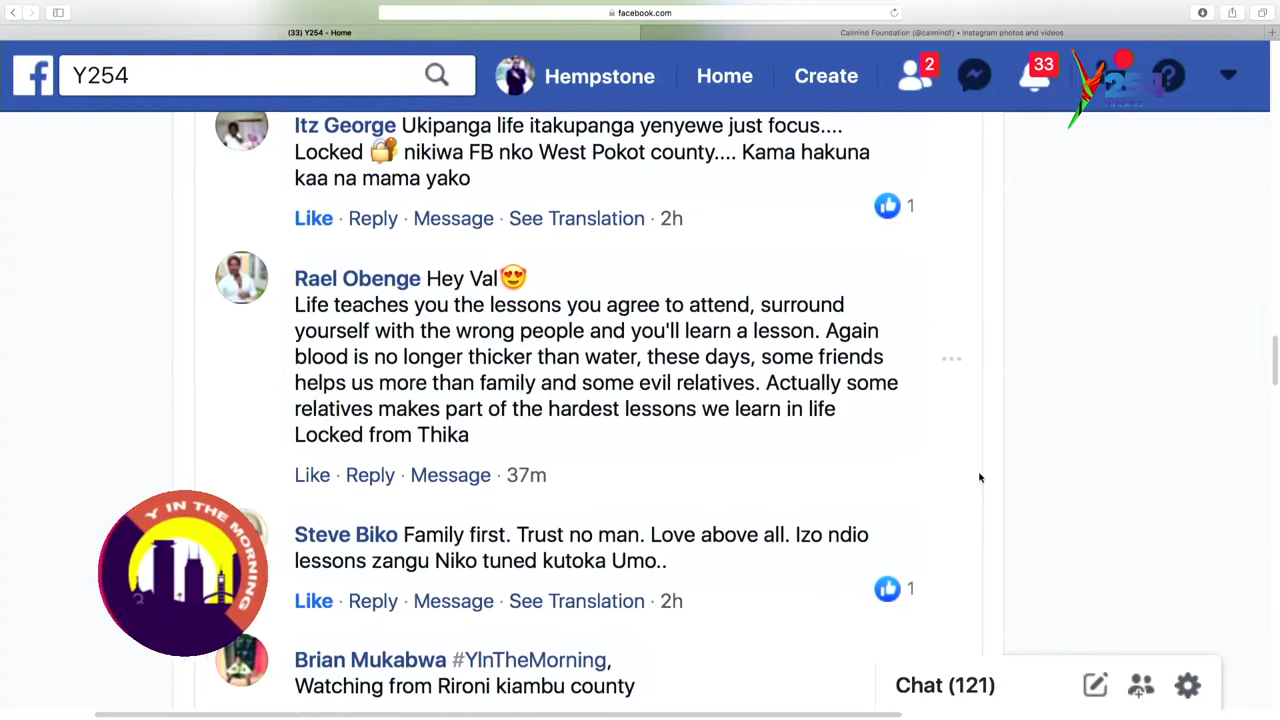 facebook.com
(33) Y254 - Home
Calmind Foundation (@calmindf) • Instagram photos and videos
Y254
Hempstone
Home
Create
2
33
Itz George Ukipanga life itakupanga yenyewe just focus....
Locked 🔐 nikiwa FB nko West Pokot county.... Kama hakuna
kaa na mama yako
Like · Reply · Message · See Translation · 2h
1
Rael Obenge Hey Val😍
Life teaches you the lessons you agree to attend, surround
yourself with the wrong people and you'll learn a lesson. Again
blood is no longer thicker than water, these days, some friends
helps us more than family and some evil relatives. Actually some
relatives makes part of the hardest lessons we learn in life
Locked from Thika
Like · Reply · Message · 37m
Y IN THE MORNING
Steve Biko Family first. Trust no man. Love above all. Izo ndio
lessons zangu Niko tuned kutoka Umo..
Like · Reply · Message · See Translation · 2h
1
Brian Mukabwa #YInTheMorning,
Watching from Rironi kiambu county
Chat (121)